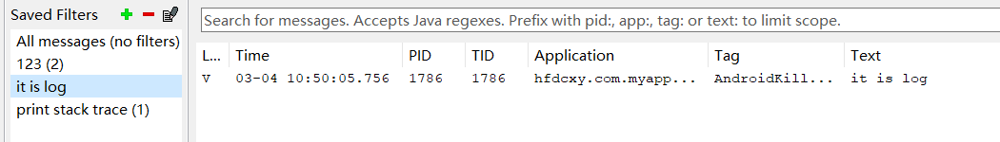 Saved Filters
All messages (no filters)
123 (2)
it is log
print stack trace (1)
Search for messages. Accepts Java regexes. Prefix with pid:, app:, tag: or text: to limit scope.
L... Time PID TID Application Tag Text
V 03-04 10:50:05.756 1786 1786 hfdcxy.com.myapp... AndroidKill... it is log